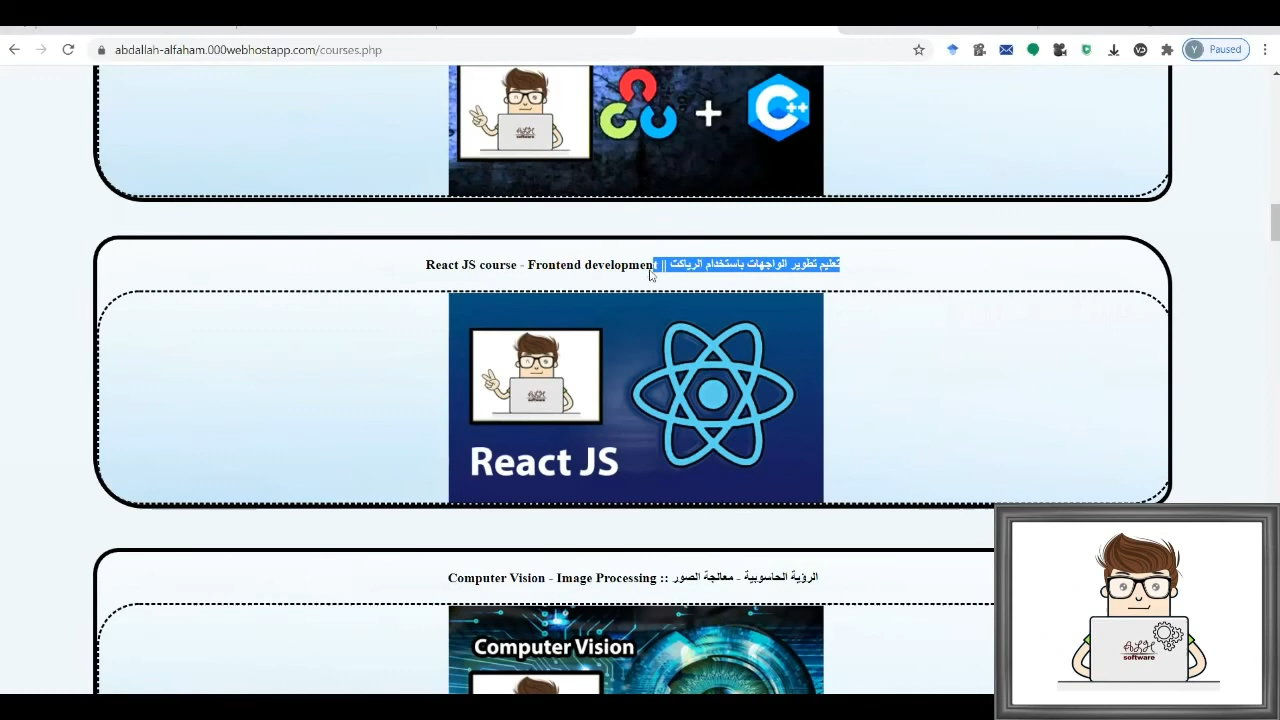 abdallah-alfaham.000webhostapp.com/courses.php
Y
Paused
C++
+
React JS course - Frontend development || تعليم تطوير الواجهات باستخدام الرياكت
React JS
Computer Vision - Image Processing :: الرؤية الحاسوبية - معالجة الصور
Computer Vision
software